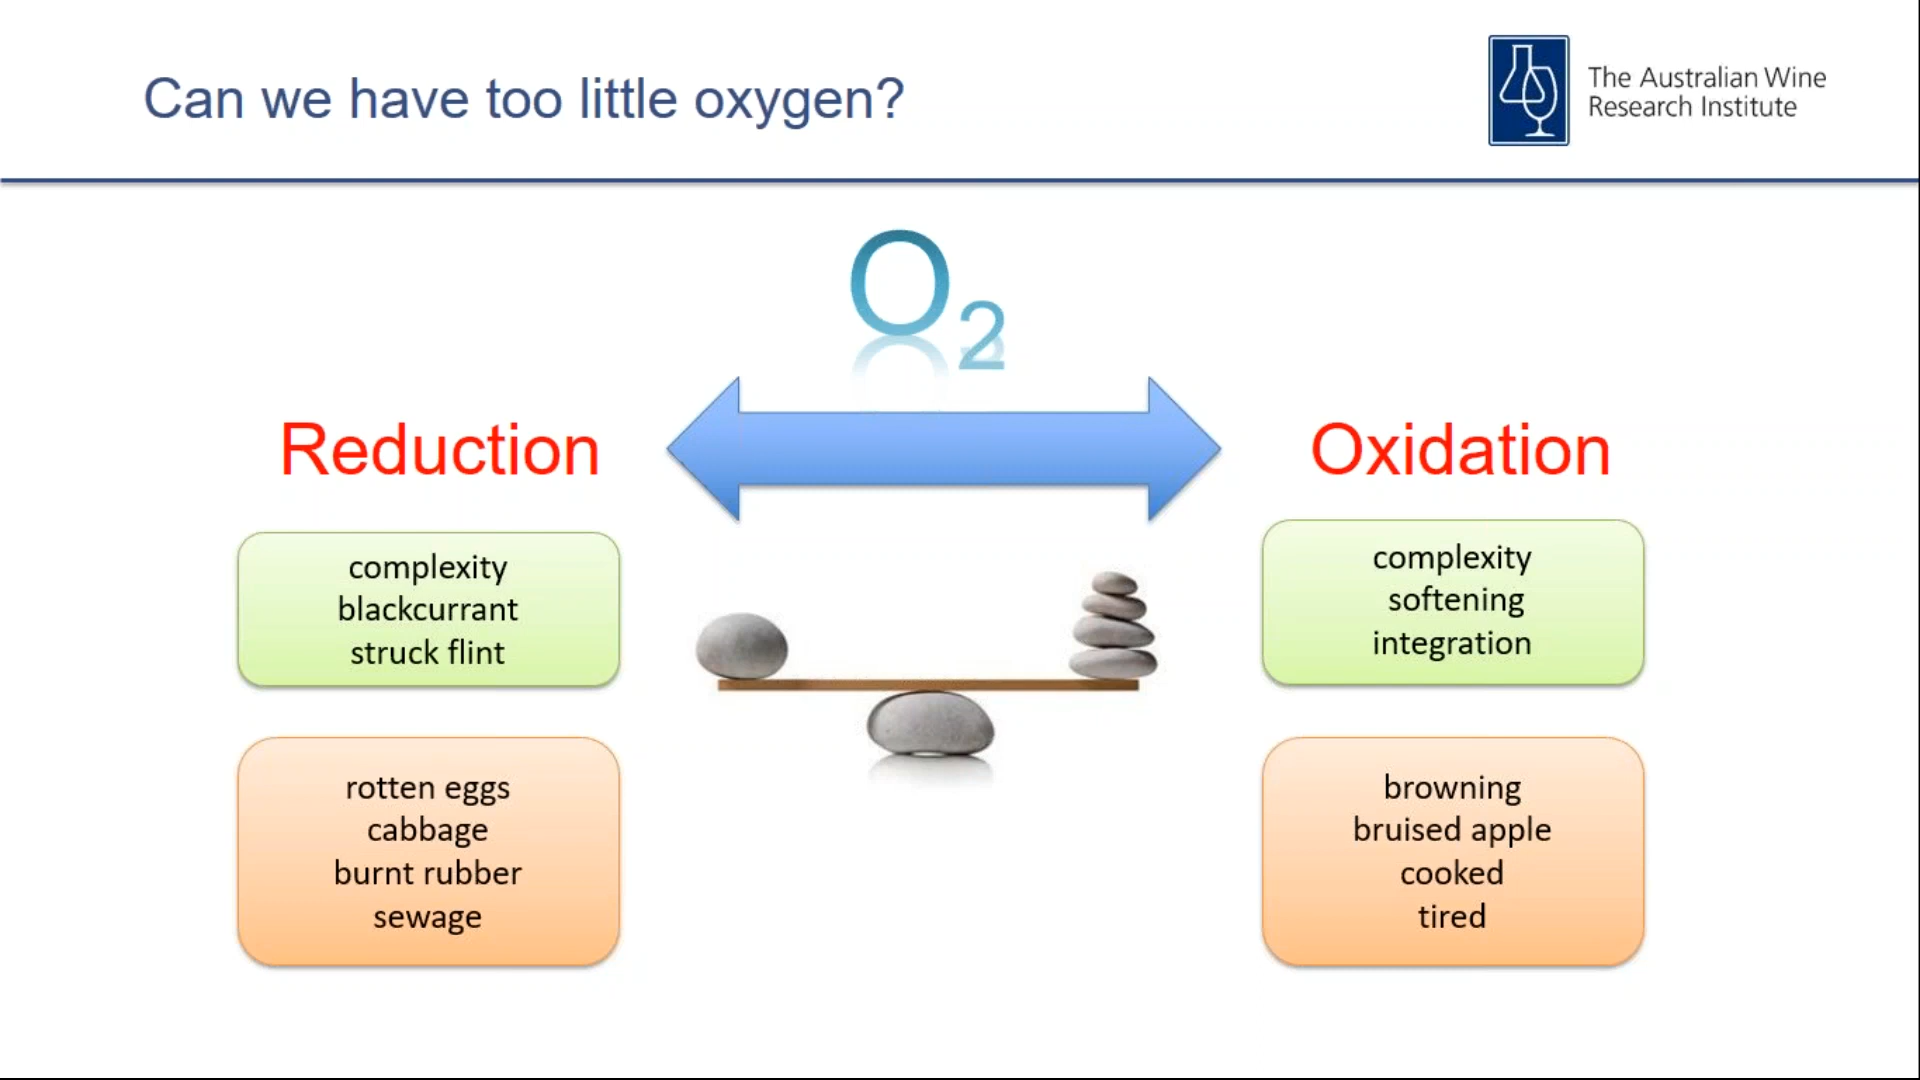 Can we have too little oxygen?
The Australian Wine
Research Institute
O2
Reduction
Oxidation
complexity
blackcurrant
struck flint
complexity
softening
integration
rotten eggs
cabbage
burnt rubber
sewage
browning
bruised apple
cooked
tired